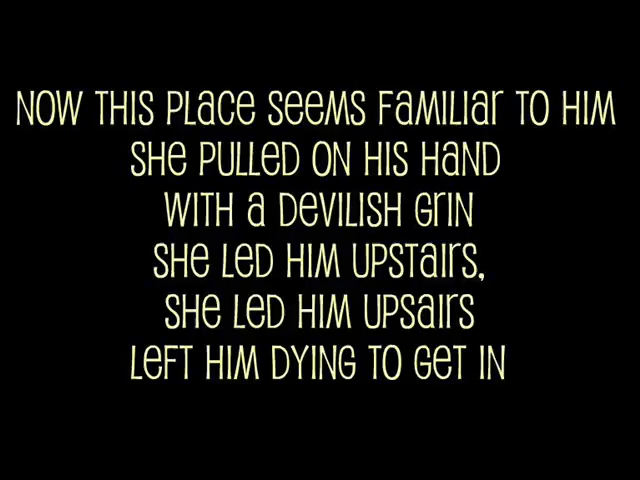 NOW THIS PLACE SEEMS FAMILIAR TO HIM
SHE PULLED ON HIS HAND
WITH A DEVILISH GRIN
SHE LED HIM UPSTAIRS,
SHE LED HIM UPSAIRS
LEFT HIM DYING TO GET IN